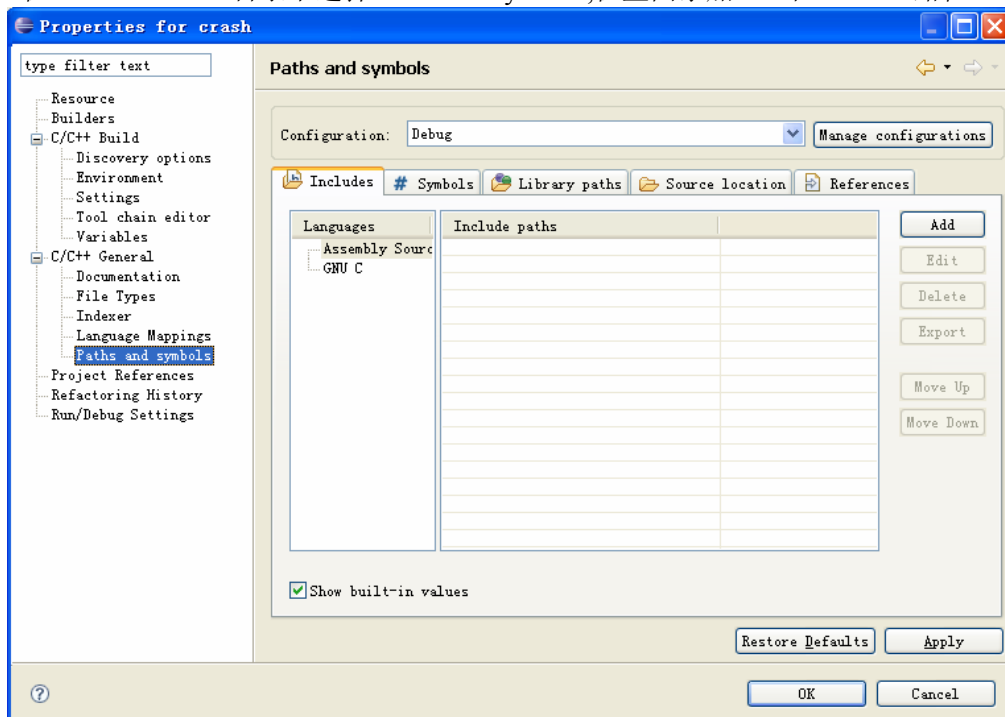 Properties for crash
type filter text
Resource
Builders
C/C++ Build
Discovery options
Environment
Settings
Tool chain editor
Variables
C/C++ General
Documentation
File Types
Indexer
Language Mappings
Paths and symbols
Project References
Refactoring History
Run/Debug Settings
Paths and symbols
Configuration: Debug Manage configurations
Includes # Symbols Library paths Source location References
Languages Include paths
Assembly Sourc
GNU C
Add
Edit
Delete
Export
Move Up
Move Down
Show built-in values
Restore Defaults Apply
OK Cancel